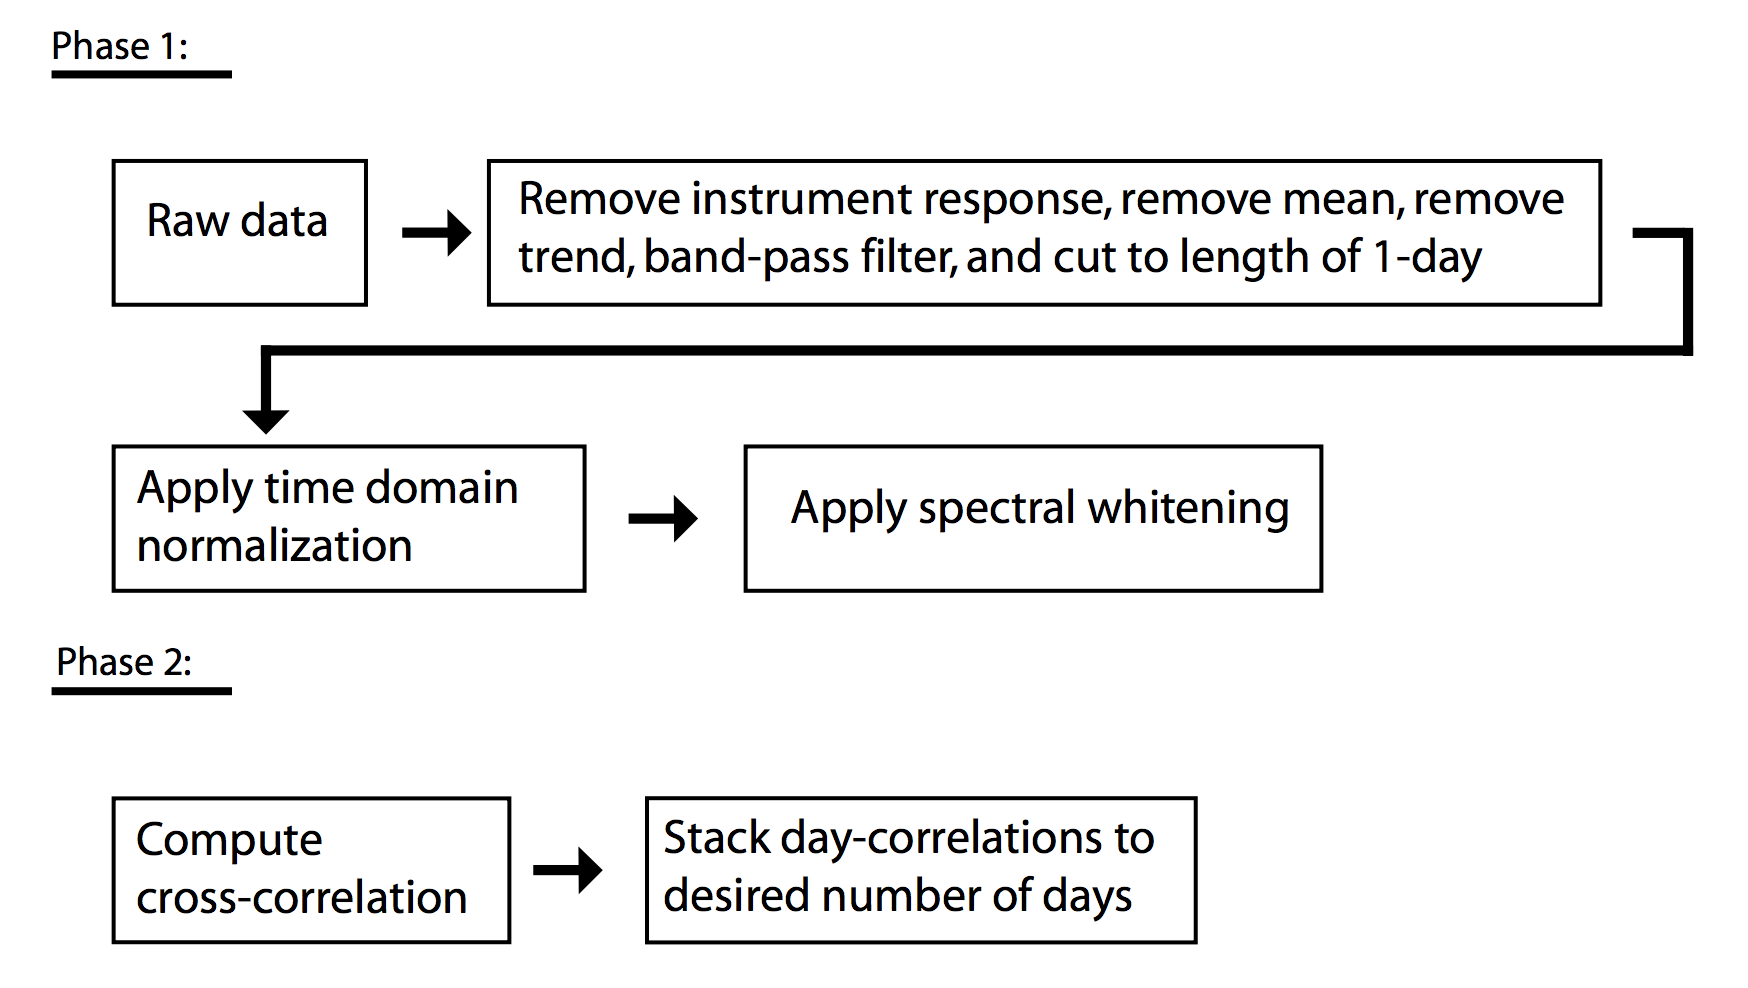 Phase 1:
Raw data
Remove instrument response, remove mean, remove
trend, band-pass filter, and cut to length of 1-day
Apply time domain
normalization
Apply spectral whitening
Phase 2:
Compute
cross-correlation
Stack day-correlations to
desired number of days